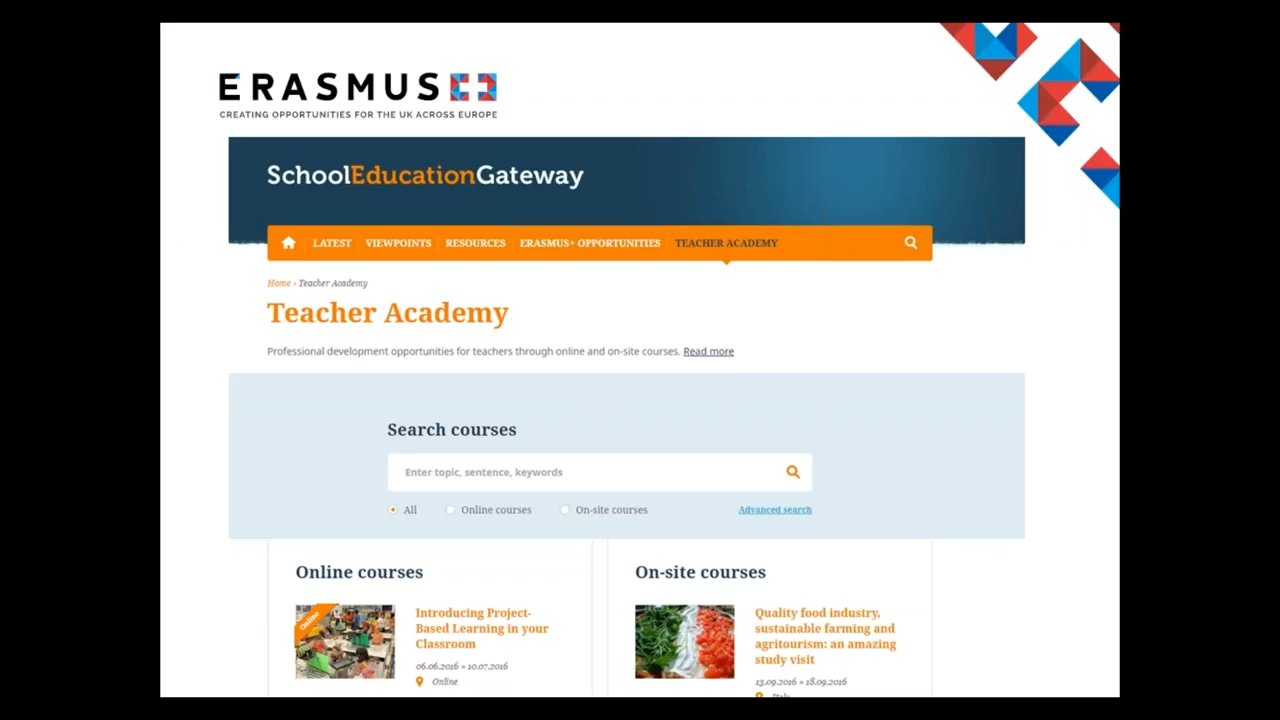 ERASMUS
CREATING OPPORTUNITIES FOR THE UK ACROSS EUROPE
SchoolEducationGateway
LATEST VIEWPOINTS RESOURCES ERASMUS+ OPPORTUNITIES TEACHER ACADEMY
Home › Teacher Academy
Teacher Academy
Professional development opportunities for teachers through online and on-site courses. Read more
Search courses
Enter topic, sentence, keywords
All Online courses On-site courses Advanced search
Online courses
Online
Introducing Project-
Based Learning in your
Classroom
06.06.2016 » 10.07.2016
Online
On-site courses
Quality food industry,
sustainable farming and
agritourism: an amazing
study visit
13.09.2016 » 18.09.2016
Italy